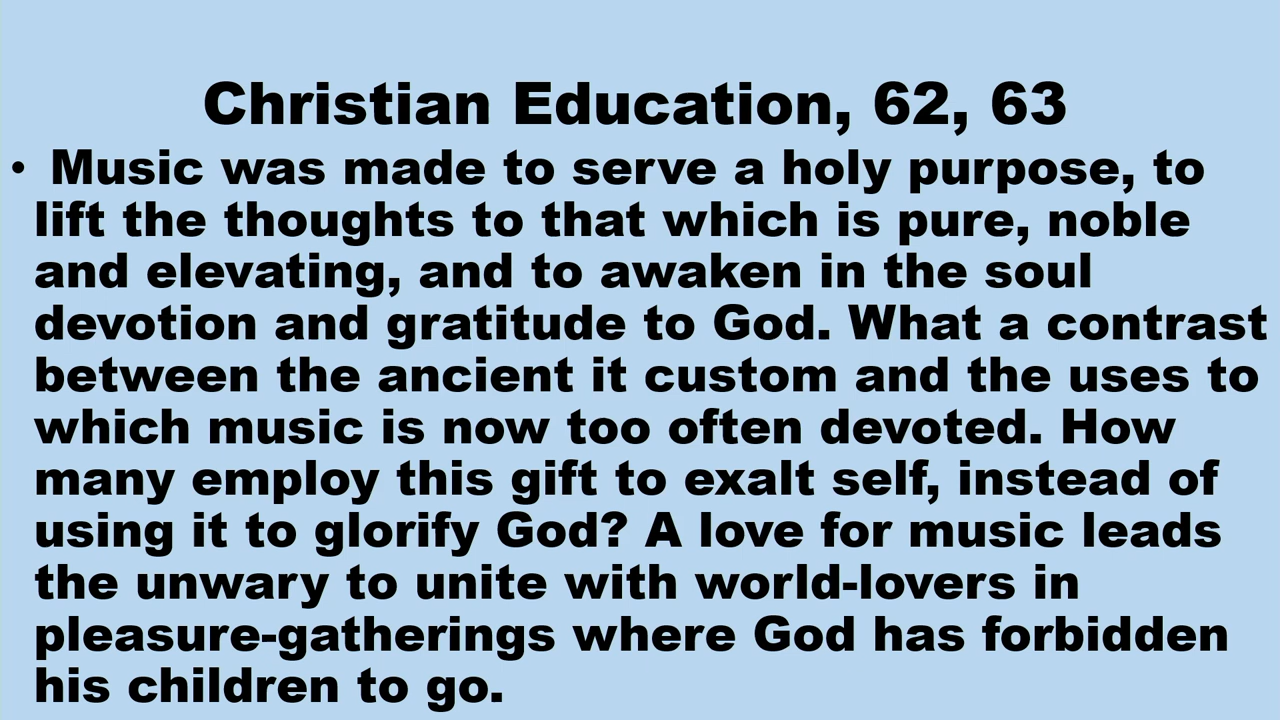 Christian Education, 62, 63
• Music was made to serve a holy purpose, to
lift the thoughts to that which is pure, noble
and elevating, and to awaken in the soul
devotion and gratitude to God. What a contrast
between the ancient it custom and the uses to
which music is now too often devoted. How
many employ this gift to exalt self, instead of
using it to glorify God? A love for music leads
the unwary to unite with world-lovers in
pleasure-gatherings where God has forbidden
his children to go.